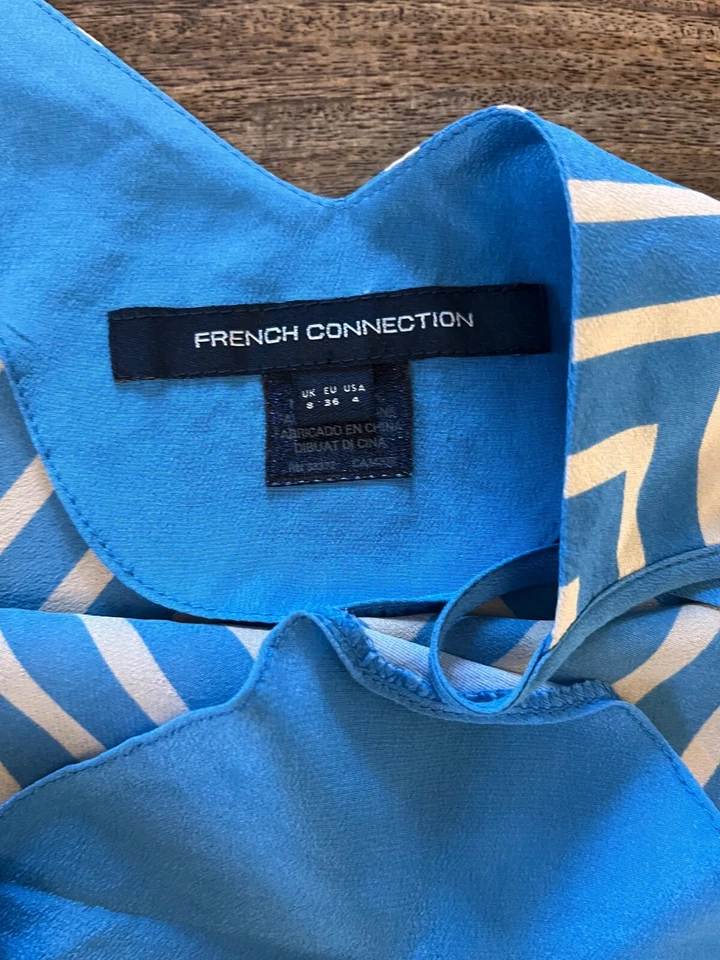 FRENCH CONNECTION
UK EU USA
8 36 4
FABRICADO EN CHINA
DIBUAT DI CINA